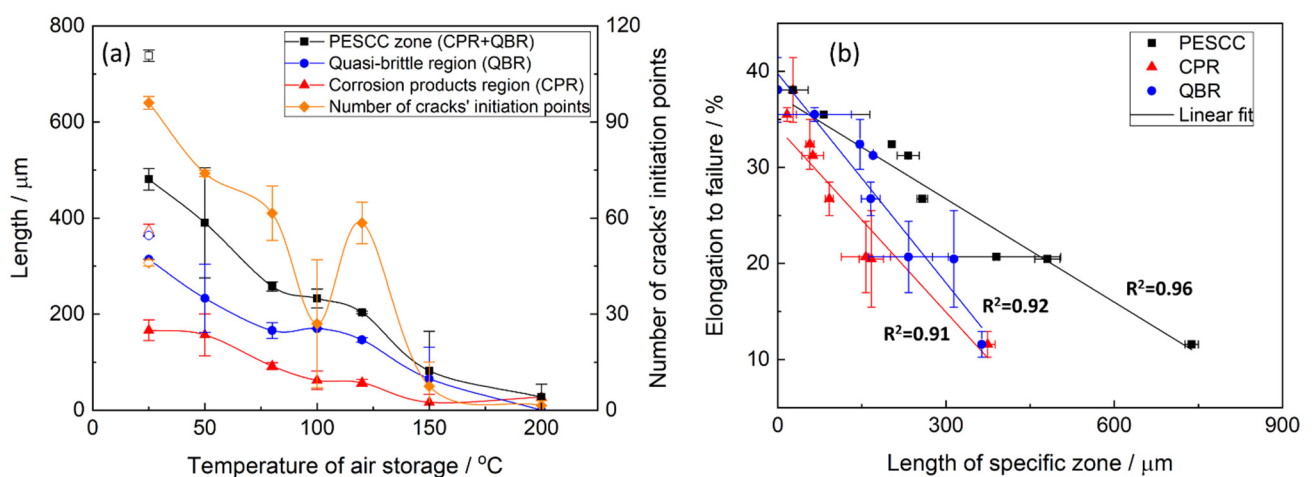 (a)
PESCC zone (CPR+QBR)
Quasi-brittle region (QBR)
Corrosion products region (CPR)
Number of cracks' initiation points
800
600
400
200
0
Length / μm
0
50
100
150
200
Temperature of air storage / °C
120
90
60
30
0
Number of cracks' initiation points
(b)
PESCC
CPR
QBR
Linear fit
50
40
30
20
10
Elongation to failure / %
R²=0.96
R²=0.92
R²=0.91
0
300
600
900
Length of specific zone / μm